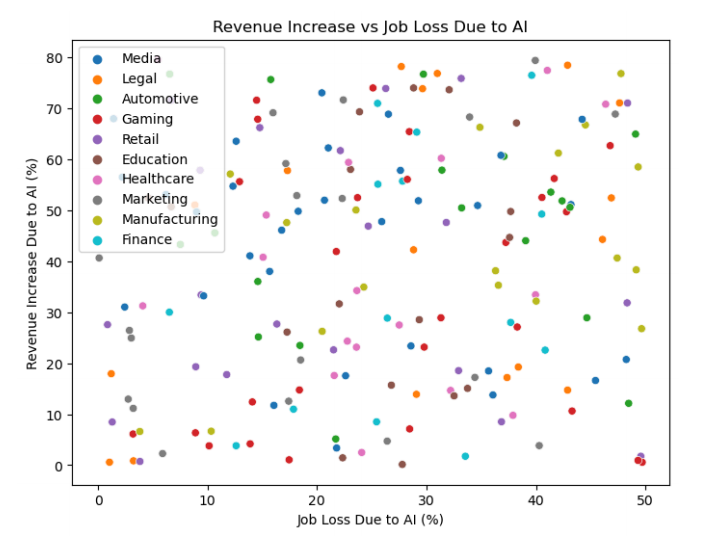 Revenue Increase vs Job Loss Due to AI
80
70
60
50
40
30
20
10
0
Revenue Increase Due to AI (%)
Media
Legal
Automotive
Gaming
Retail
Education
Healthcare
Marketing
Manufacturing
Finance
0 10 20 30 40 50
Job Loss Due to AI (%)